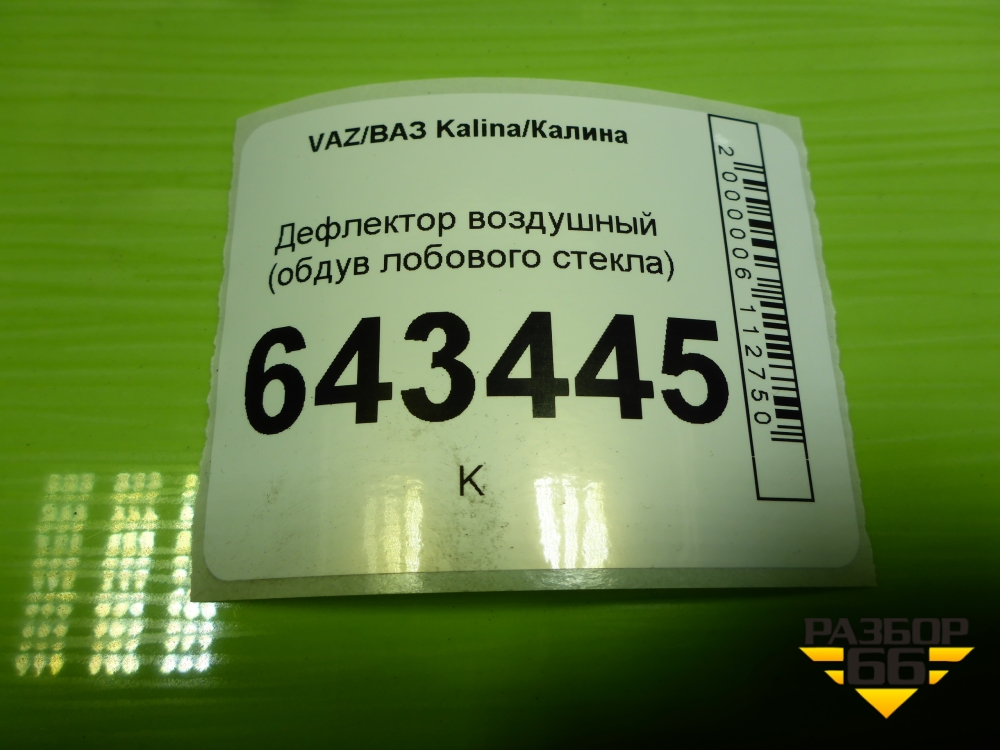 VAZ/ВАЗ Kalina/Калина
Дефлектор воздушный
(обдув лобового стекла)
643445
К
2000006112750
РАЗБОР
66